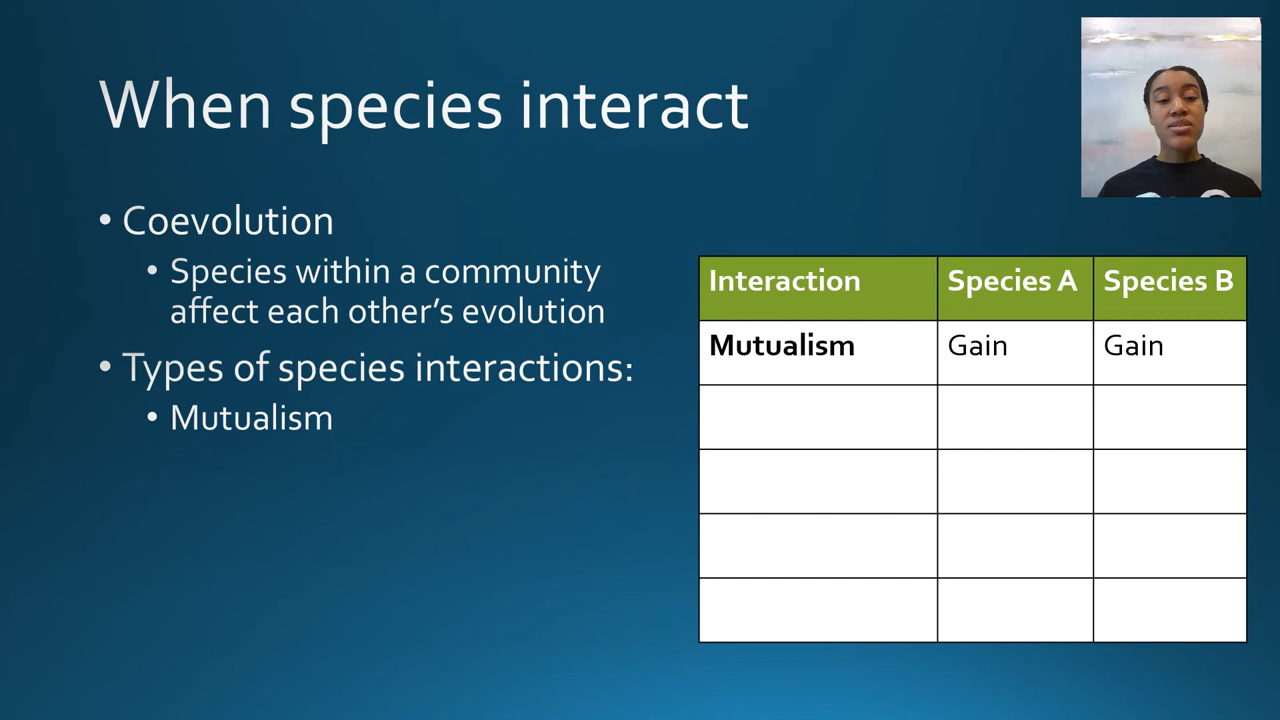 When species interact
• Coevolution
• Species within a community
affect each other’s evolution
• Types of species interactions:
• Mutualism
Interaction Species A Species B
Mutualism Gain Gain